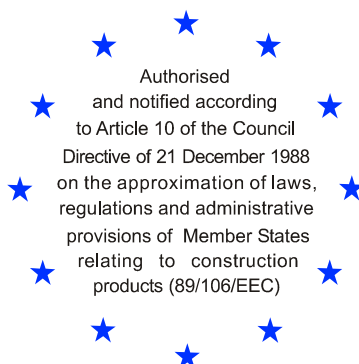 Authorised
and notified according
to Article 10 of the Council
Directive of 21 December 1988
on the approximation of laws,
regulations and administrative
provisions of Member States
relating to construction
products (89/106/EEC)